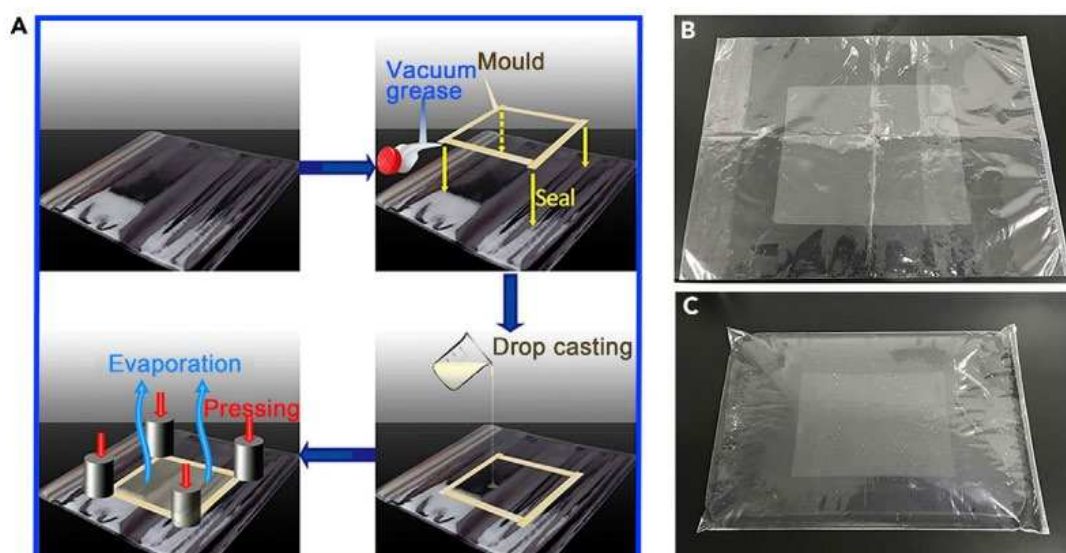 A
Vacuum
grease
Mould
Seal
Drop casting
Evaporation
Pressing
B
C